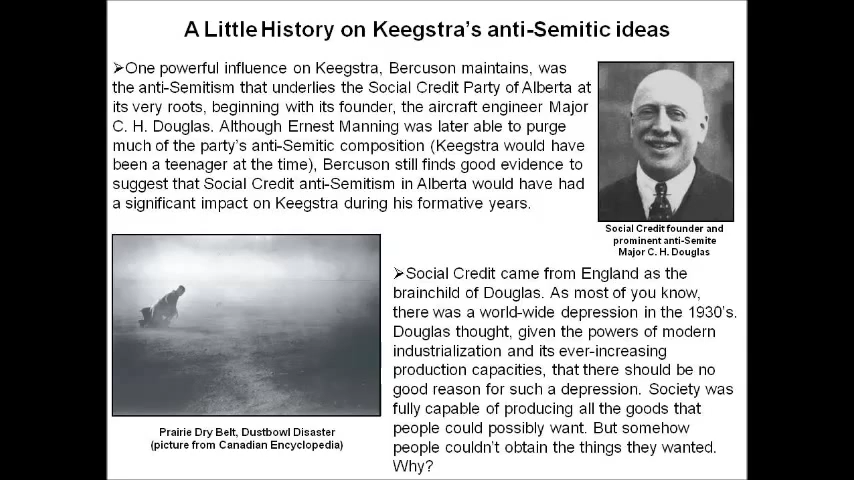 A Little History on Keegstra's anti-Semitic ideas
➢One powerful influence on Keegstra, Bercuson maintains, was
the anti-Semitism that underlies the Social Credit Party of Alberta at
its very roots, beginning with its founder, the aircraft engineer Major
C. H. Douglas. Although Ernest Manning was later able to purge
much of the party's anti-Semitic composition (Keegstra would have
been a teenager at the time), Bercuson still finds good evidence to
suggest that Social Credit anti-Semitism in Alberta would have had
a significant impact on Keegstra during his formative years.
Social Credit founder and
prominent anti-Semite
Major C. H. Douglas
➢Social Credit came from England as the
brainchild of Douglas. As most of you know,
there was a world-wide depression in the 1930's.
Douglas thought, given the powers of modern
industrialization and its ever-increasing
production capacities, that there should be no
good reason for such a depression. Society was
fully capable of producing all the goods that
people could possibly want. But somehow
people couldn't obtain the things they wanted.
Why?
Prairie Dry Belt, Dustbowl Disaster
(picture from Canadian Encyclopedia)